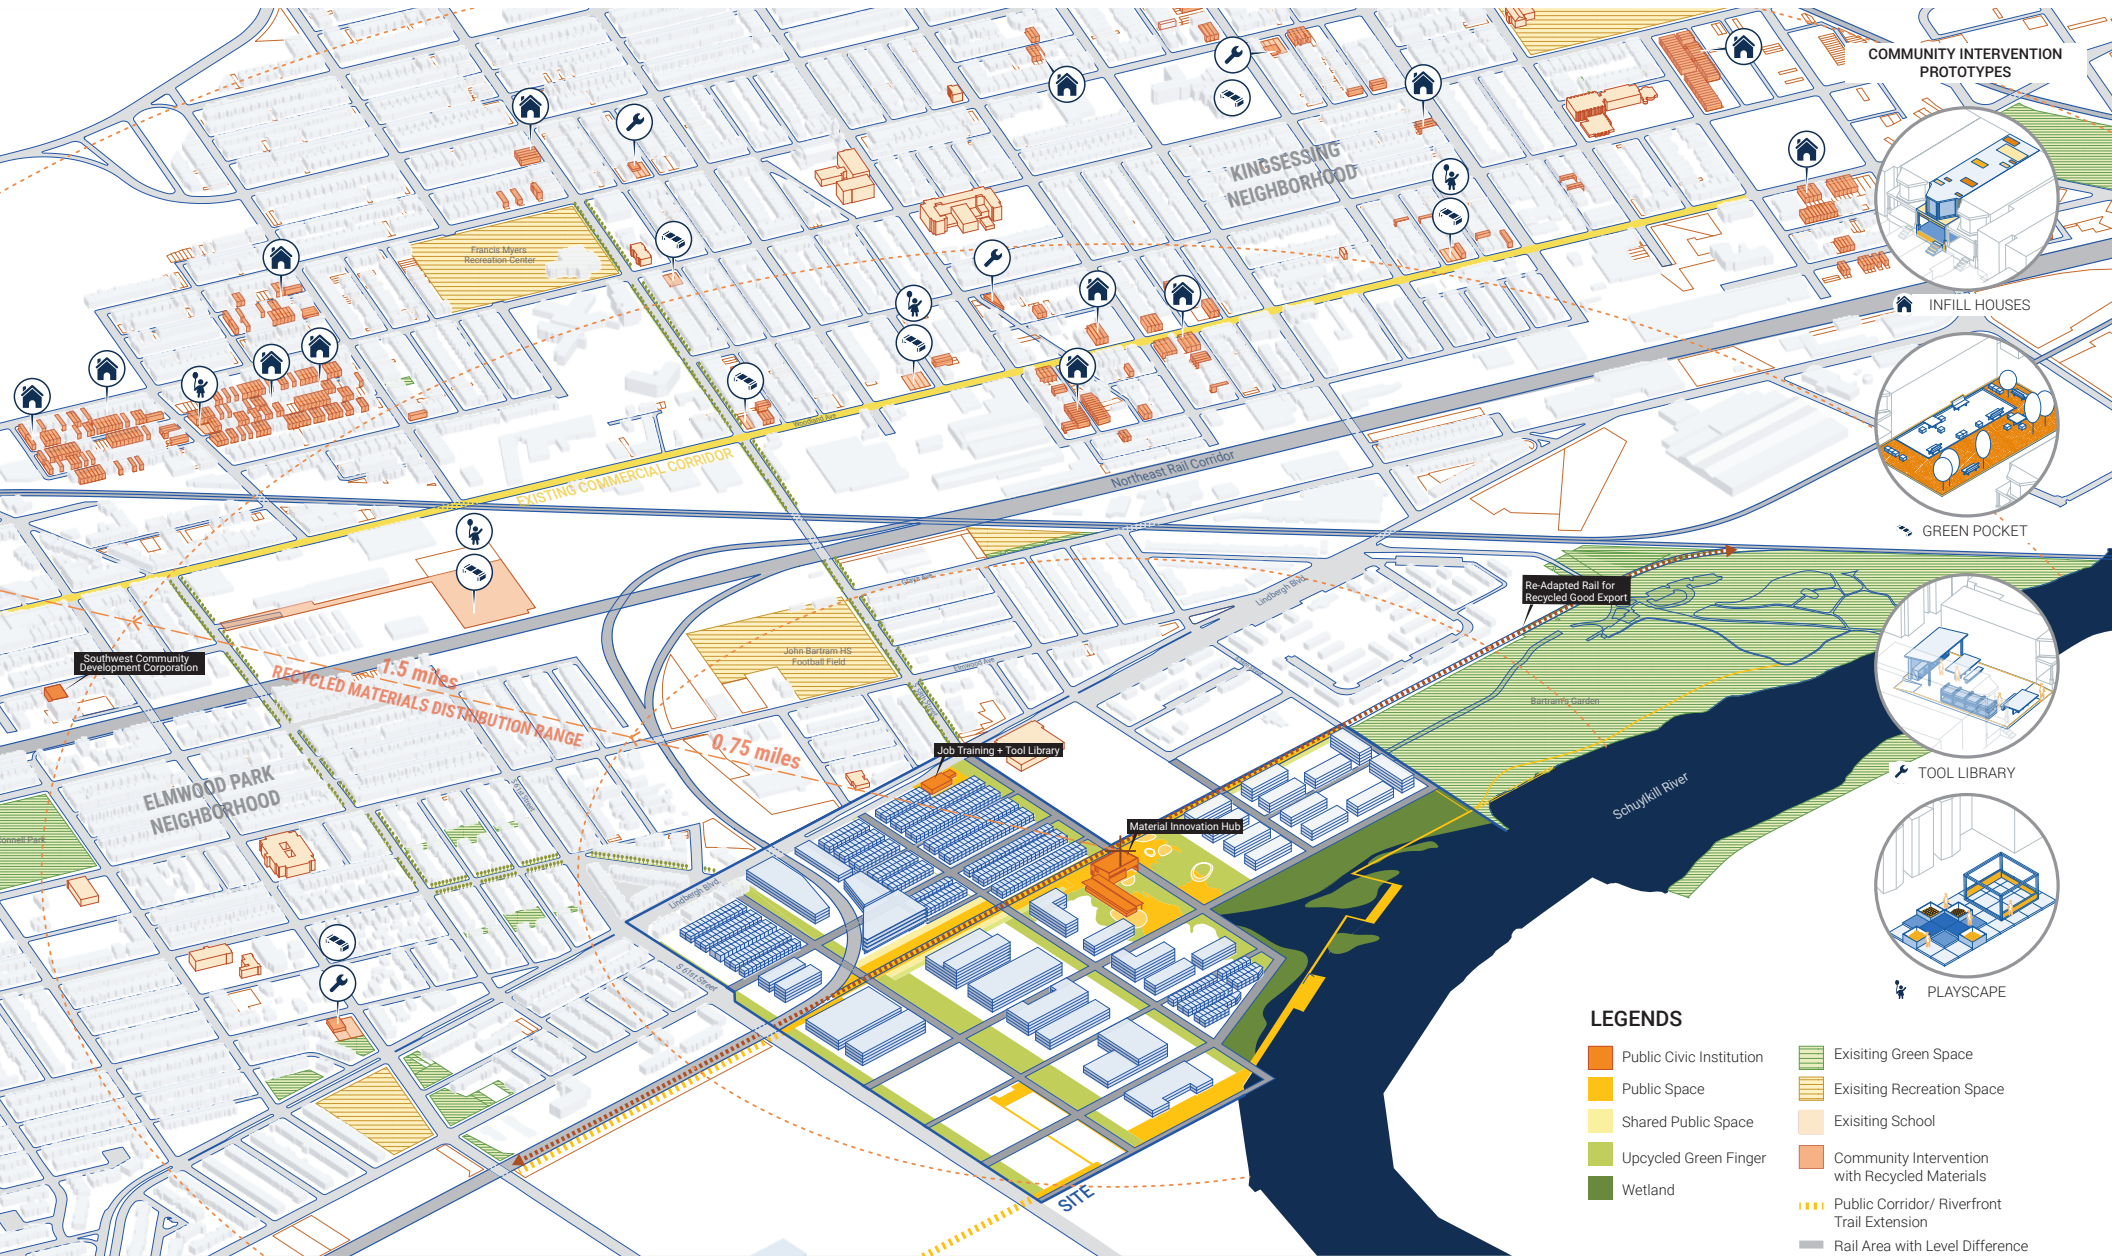 COMMUNITY INTERVENTION
PROTOTYPES
KINGSESSING
NEIGHBORHOOD
Francis Myers
Recreation Center
INFILL HOUSES
Woodland Ave
EXISTING COMMERCIAL CORRIDOR
Northeast Rail Corridor
GREEN POCKET
Lindbergh Blvd
Re-Adapted Rail for
Recycled Good Export
John Bartram HS
Football Field
Elmwood Ave
Southwest Community
Development Corporation
1.5 miles
RECYCLED MATERIALS DISTRIBUTION RANGE
0.75 miles
Bartram's Garden
Job Training + Tool Library
TOOL LIBRARY
Schuylkill River
ELMWOOD PARK
NEIGHBORHOOD
Material Innovation Hub
Lindbergh Blvd
S 61st Street
PLAYSCAPE
SITE
LEGENDS
Public Civic Institution
Public Space
Shared Public Space
Upcycled Green Finger
Wetland
Exisiting Green Space
Exisiting Recreation Space
Exisiting School
Community Intervention
with Recycled Materials
Public Corridor/ Riverfront
Trail Extension
Rail Area with Level Difference